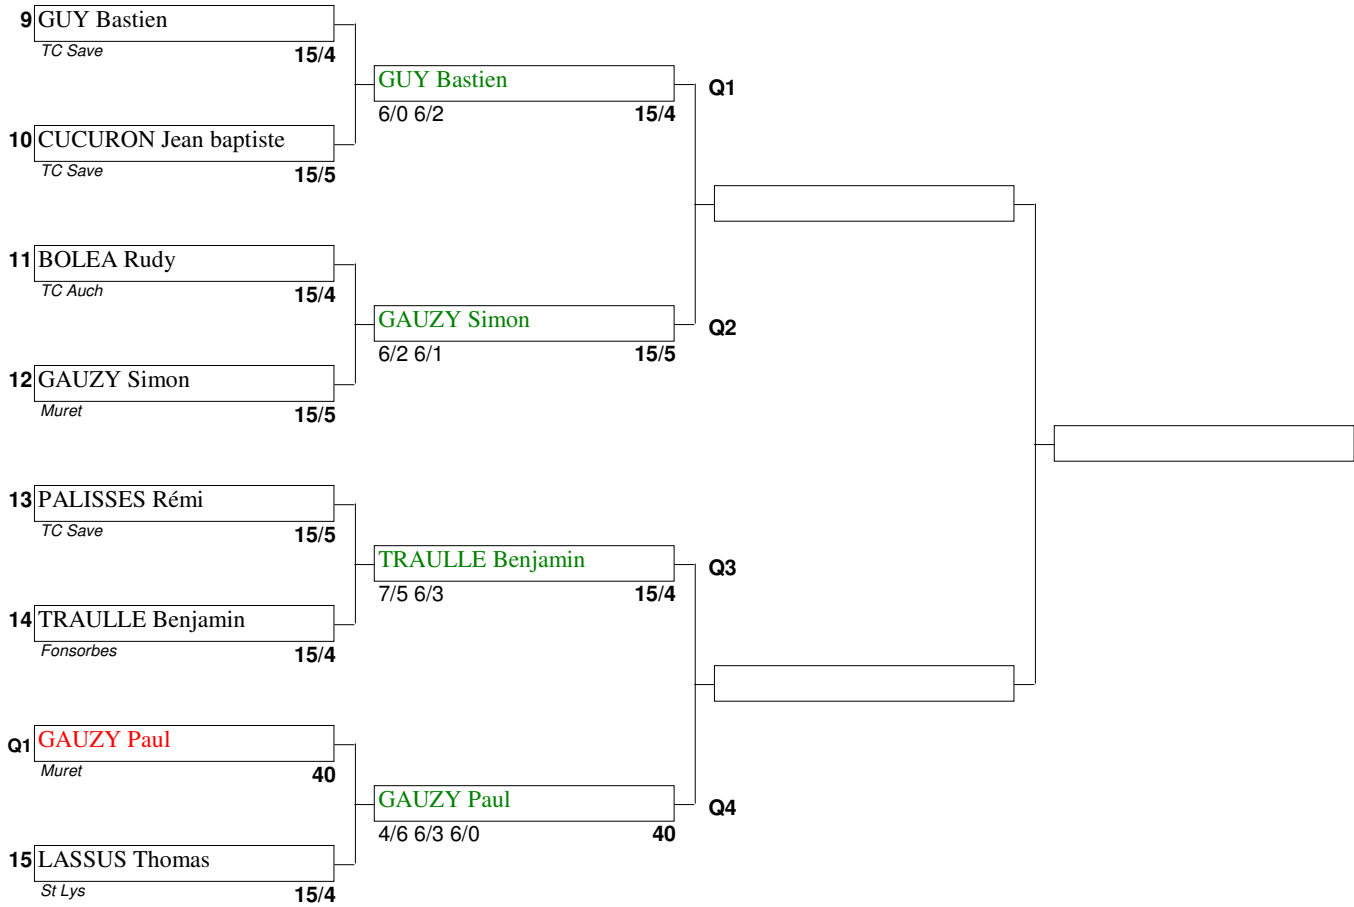 9 GUY Bastien
TC Save 15/4
GUY Bastien Q1
6/0 6/2 15/4
10 CUCURON Jean baptiste
TC Save 15/5
11 BOLEA Rudy
TC Auch 15/4
GAUZY Simon Q2
6/2 6/1 15/5
12 GAUZY Simon
Muret 15/5
13 PALISSES Rémi
TC Save 15/5
TRAULLE Benjamin Q3
7/5 6/3 15/4
14 TRAULLE Benjamin
Fonsorbes 15/4
Q1 GAUZY Paul
Muret 40
GAUZY Paul Q4
4/6 6/3 6/0 40
15 LASSUS Thomas
St Lys 15/4